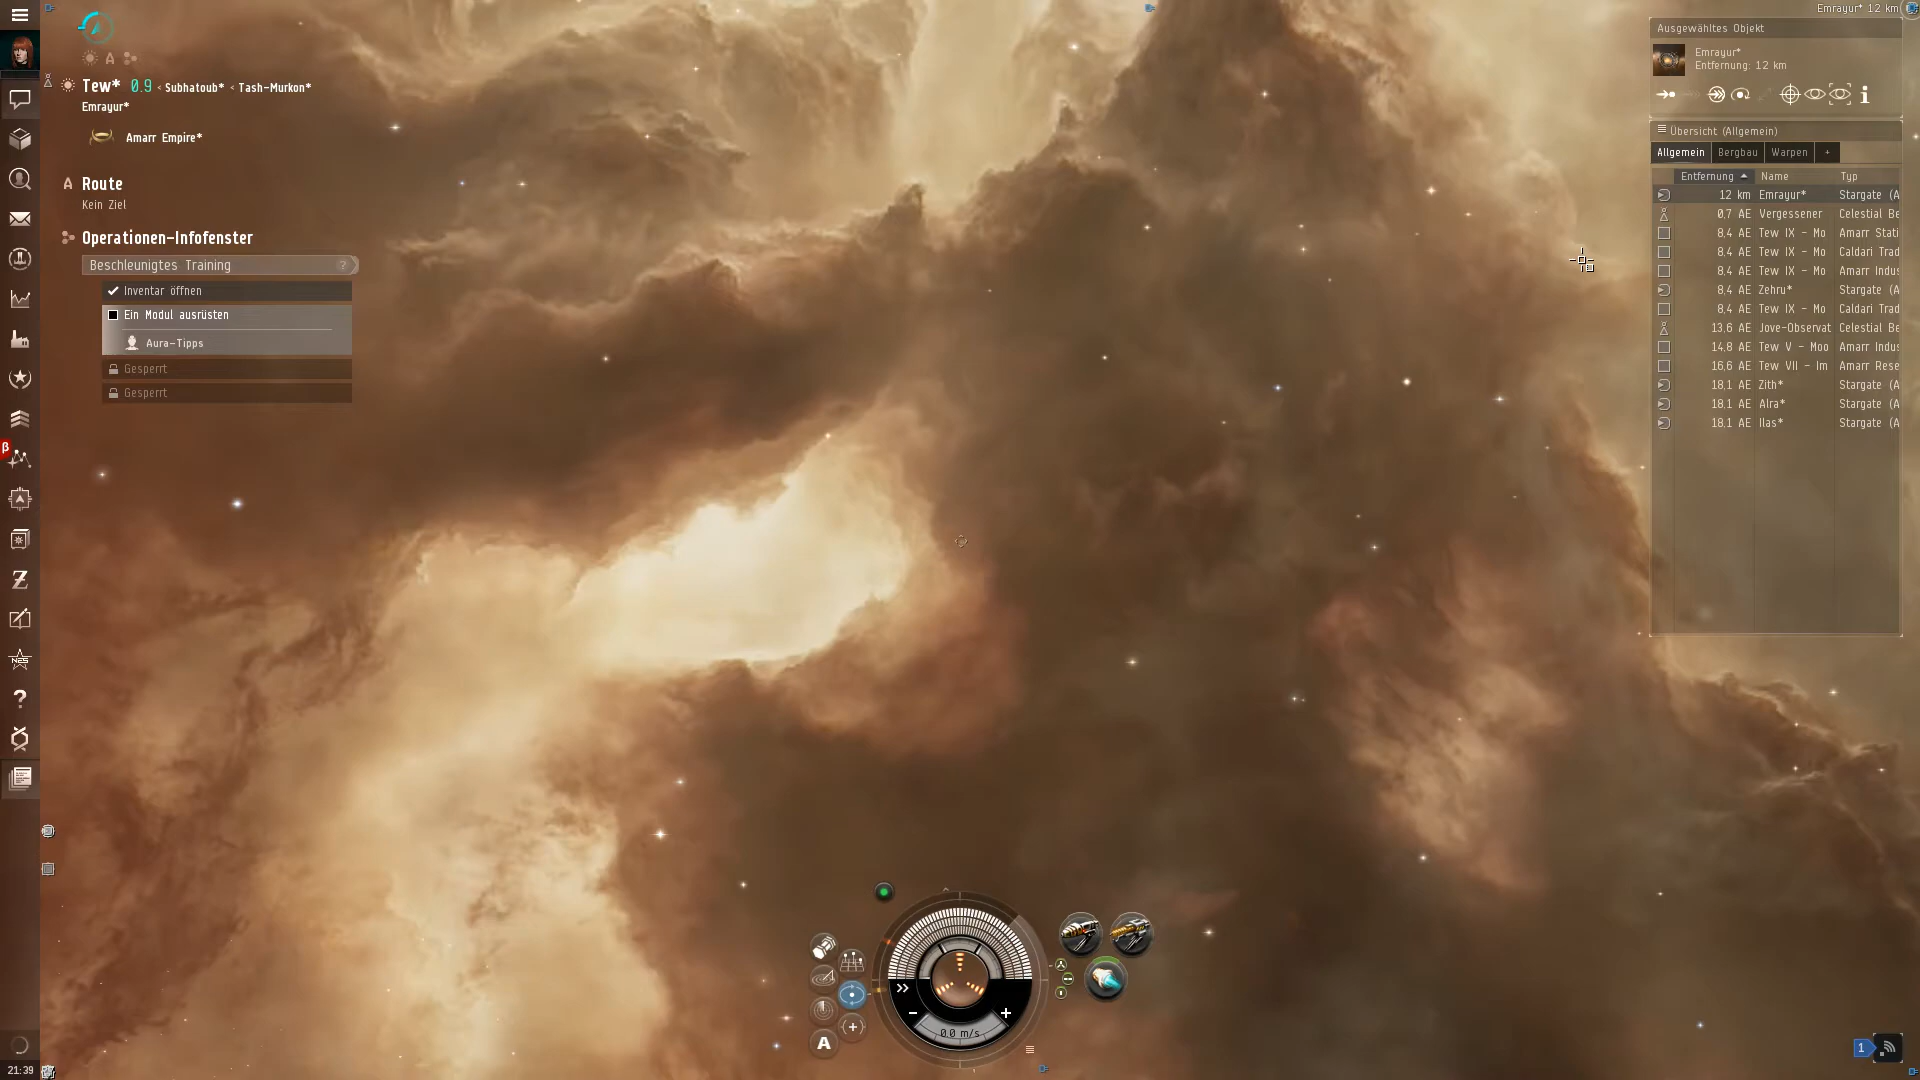 Emrayur* 12 km
Tew* 0.9 < Subhatoub* < Tash-Murkon*
Emrayur*
Amarr Empire*
A Route
Kein Ziel
Operationen-Infofenster
Beschleunigtes Training ?
Inventar öffnen
Ein Modul ausrüsten
Aura-Tipps
Gesperrt
Gesperrt
Ausgewähltes Objekt
Emrayur*
Entfernung: 12 km
Übersicht (Allgemein)
Allgemein Bergbau Warpen +
Entfernung Name Typ
12 km Emrayur* Stargate (A
0,7 AE Vergessener Celestial Be
8,4 AE Tew IX - Mo Amarr Stati
8,4 AE Tew IX - Mo Caldari Trad
8,4 AE Tew IX - Mo Amarr Indus
8,4 AE Zehru* Stargate (A
8,4 AE Tew IX - Mo Caldari Trad
13,6 AE Jove-Observat Celestial Be
14,8 AE Tew V - Moo Amarr Indus
16,6 AE Tew VII - Im Amarr Rese
18,1 AE Zith* Stargate (A
18,1 AE Alra* Stargate (A
18,1 AE Ilas* Stargate (A
β
NES
?
21:39
A
0.0 m/s
1